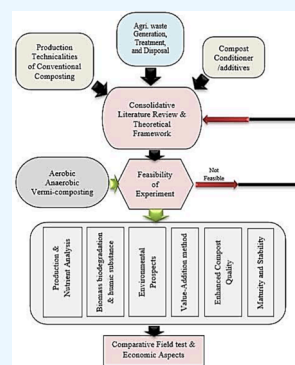 Agri. waste
Generation,
Treatment, and
Disposal
Production
Technicalities
of Conventional
Composting
Compost
Conditioner
/additives
Consolidative
Literature Review &
Theoretical
Framework
Aerobic
Anaerobic
Vermi-composting
Feasibility
of
Experiment
Not
Feasible
Production &
Nutrient Analysis
Biomass biodegradation
& humic substance
Environmental
Prospects
Value-Addition method
Enhanced Compost
Quality
Maturity and Stability
Comparative Field test &
Economic Aspects